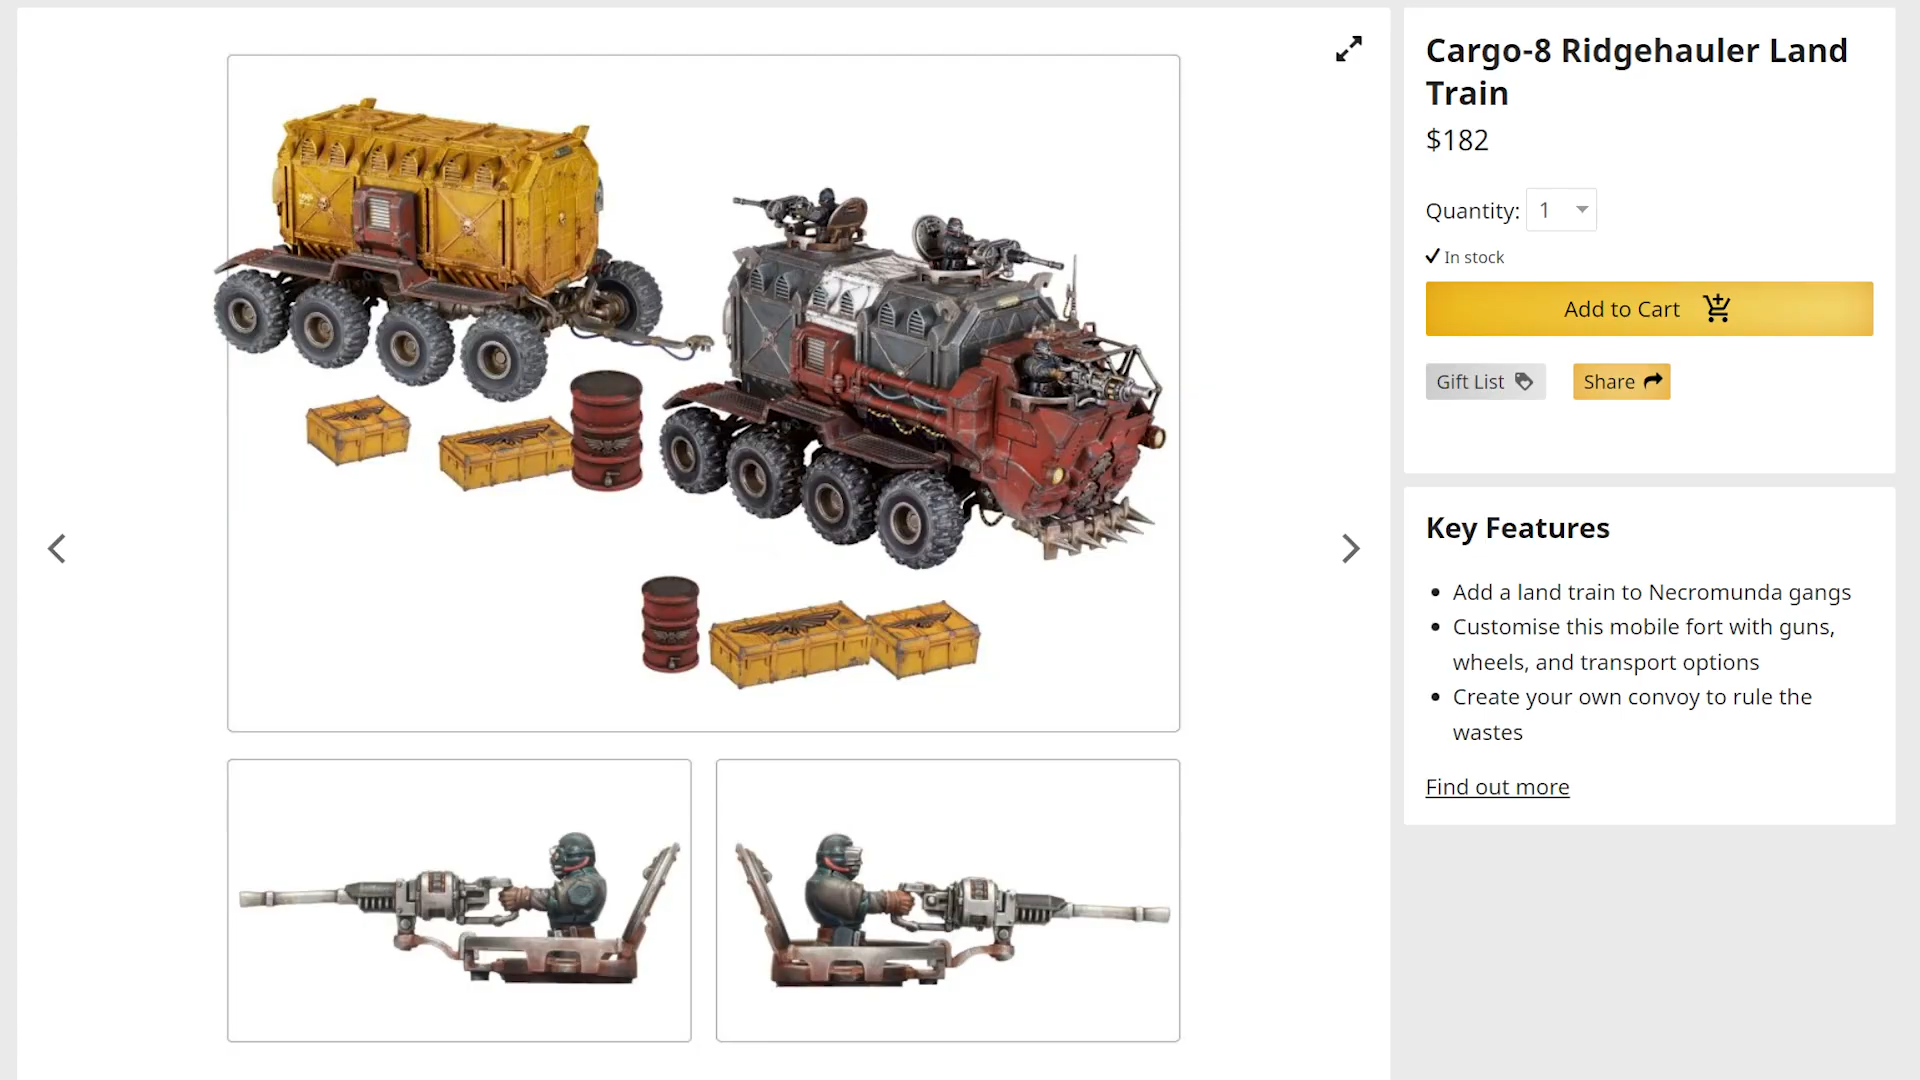 Cargo-8 Ridgehauler Land
Train
$182
Quantity: 1
In stock
Add to Cart
Gift List
Share
Key Features
Add a land train to Necromunda gangs
Customise this mobile fort with guns,
wheels, and transport options
Create your own convoy to rule the
wastes
Find out more